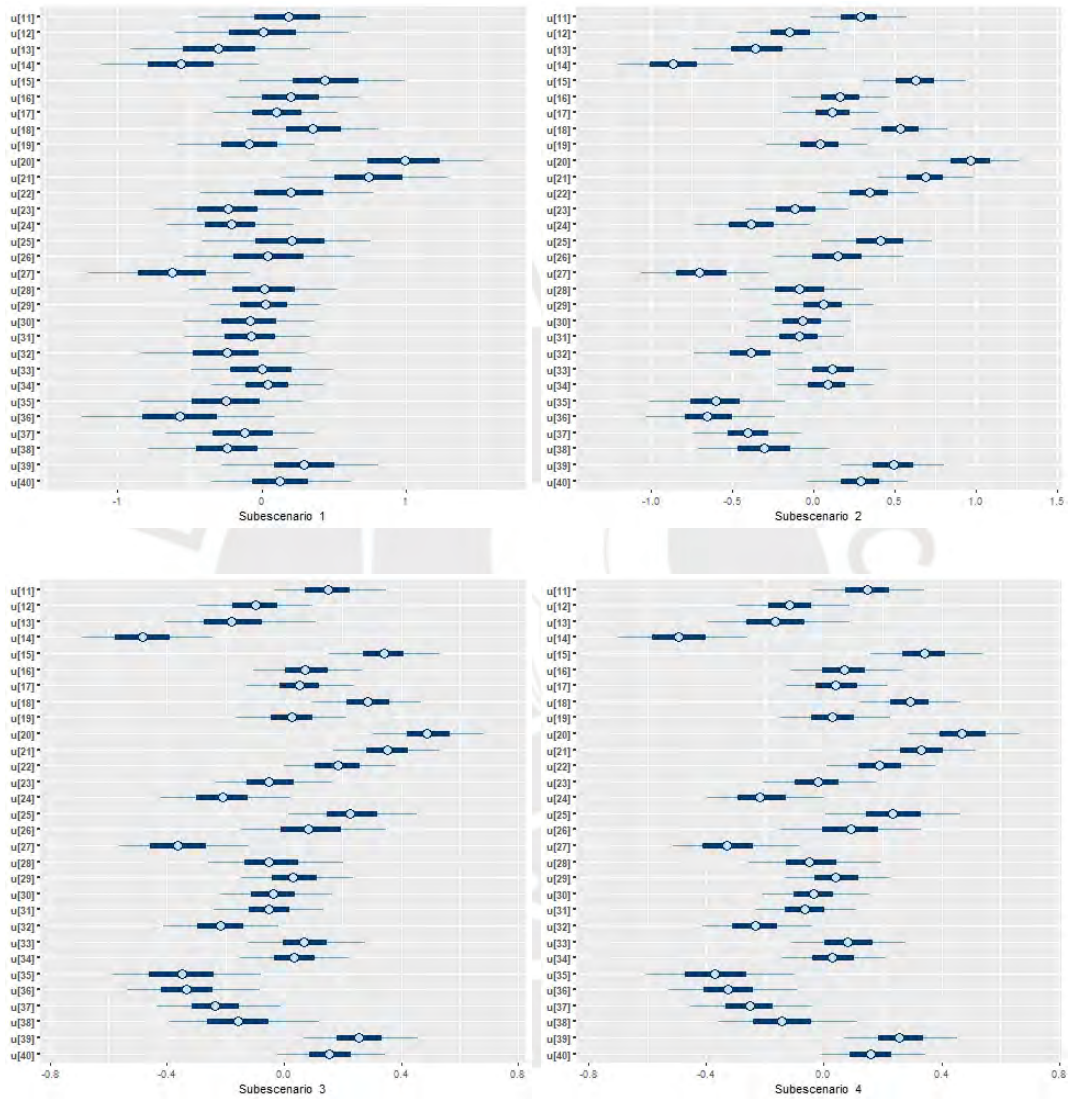 u[11]
u[12]
u[13]
u[14]
u[15]
u[16]
u[17]
u[18]
u[19]
u[20]
u[21]
u[22]
u[23]
u[24]
u[25]
u[26]
u[27]
u[28]
u[29]
u[30]
u[31]
u[32]
u[33]
u[34]
u[35]
u[36]
u[37]
u[38]
u[39]
u[40]
-1 0 1
Subescenario 1
u[11]
u[12]
u[13]
u[14]
u[15]
u[16]
u[17]
u[18]
u[19]
u[20]
u[21]
u[22]
u[23]
u[24]
u[25]
u[26]
u[27]
u[28]
u[29]
u[30]
u[31]
u[32]
u[33]
u[34]
u[35]
u[36]
u[37]
u[38]
u[39]
u[40]
-1.0 -0.5 0.0 0.5 1.0 1.5
Subescenario 2
u[11]
u[12]
u[13]
u[14]
u[15]
u[16]
u[17]
u[18]
u[19]
u[20]
u[21]
u[22]
u[23]
u[24]
u[25]
u[26]
u[27]
u[28]
u[29]
u[30]
u[31]
u[32]
u[33]
u[34]
u[35]
u[36]
u[37]
u[38]
u[39]
u[40]
-0.8 -0.4 0.0 0.4 0.8
Subescenario 3
u[11]
u[12]
u[13]
u[14]
u[15]
u[16]
u[17]
u[18]
u[19]
u[20]
u[21]
u[22]
u[23]
u[24]
u[25]
u[26]
u[27]
u[28]
u[29]
u[30]
u[31]
u[32]
u[33]
u[34]
u[35]
u[36]
u[37]
u[38]
u[39]
u[40]
-0.8 -0.4 0.0 0.4 0.8
Subescenario 4